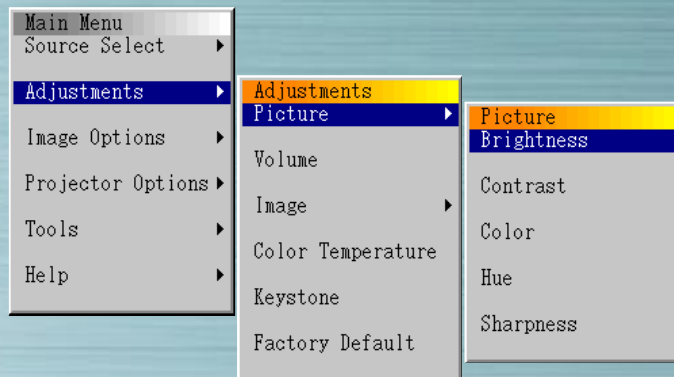 Main Menu
Source Select
Adjustments
Image Options
Projector Options
Tools
Help
Adjustments
Picture
Volume
Image
Color Temperature
Keystone
Factory Default
Picture
Brightness
Contrast
Color
Hue
Sharpness